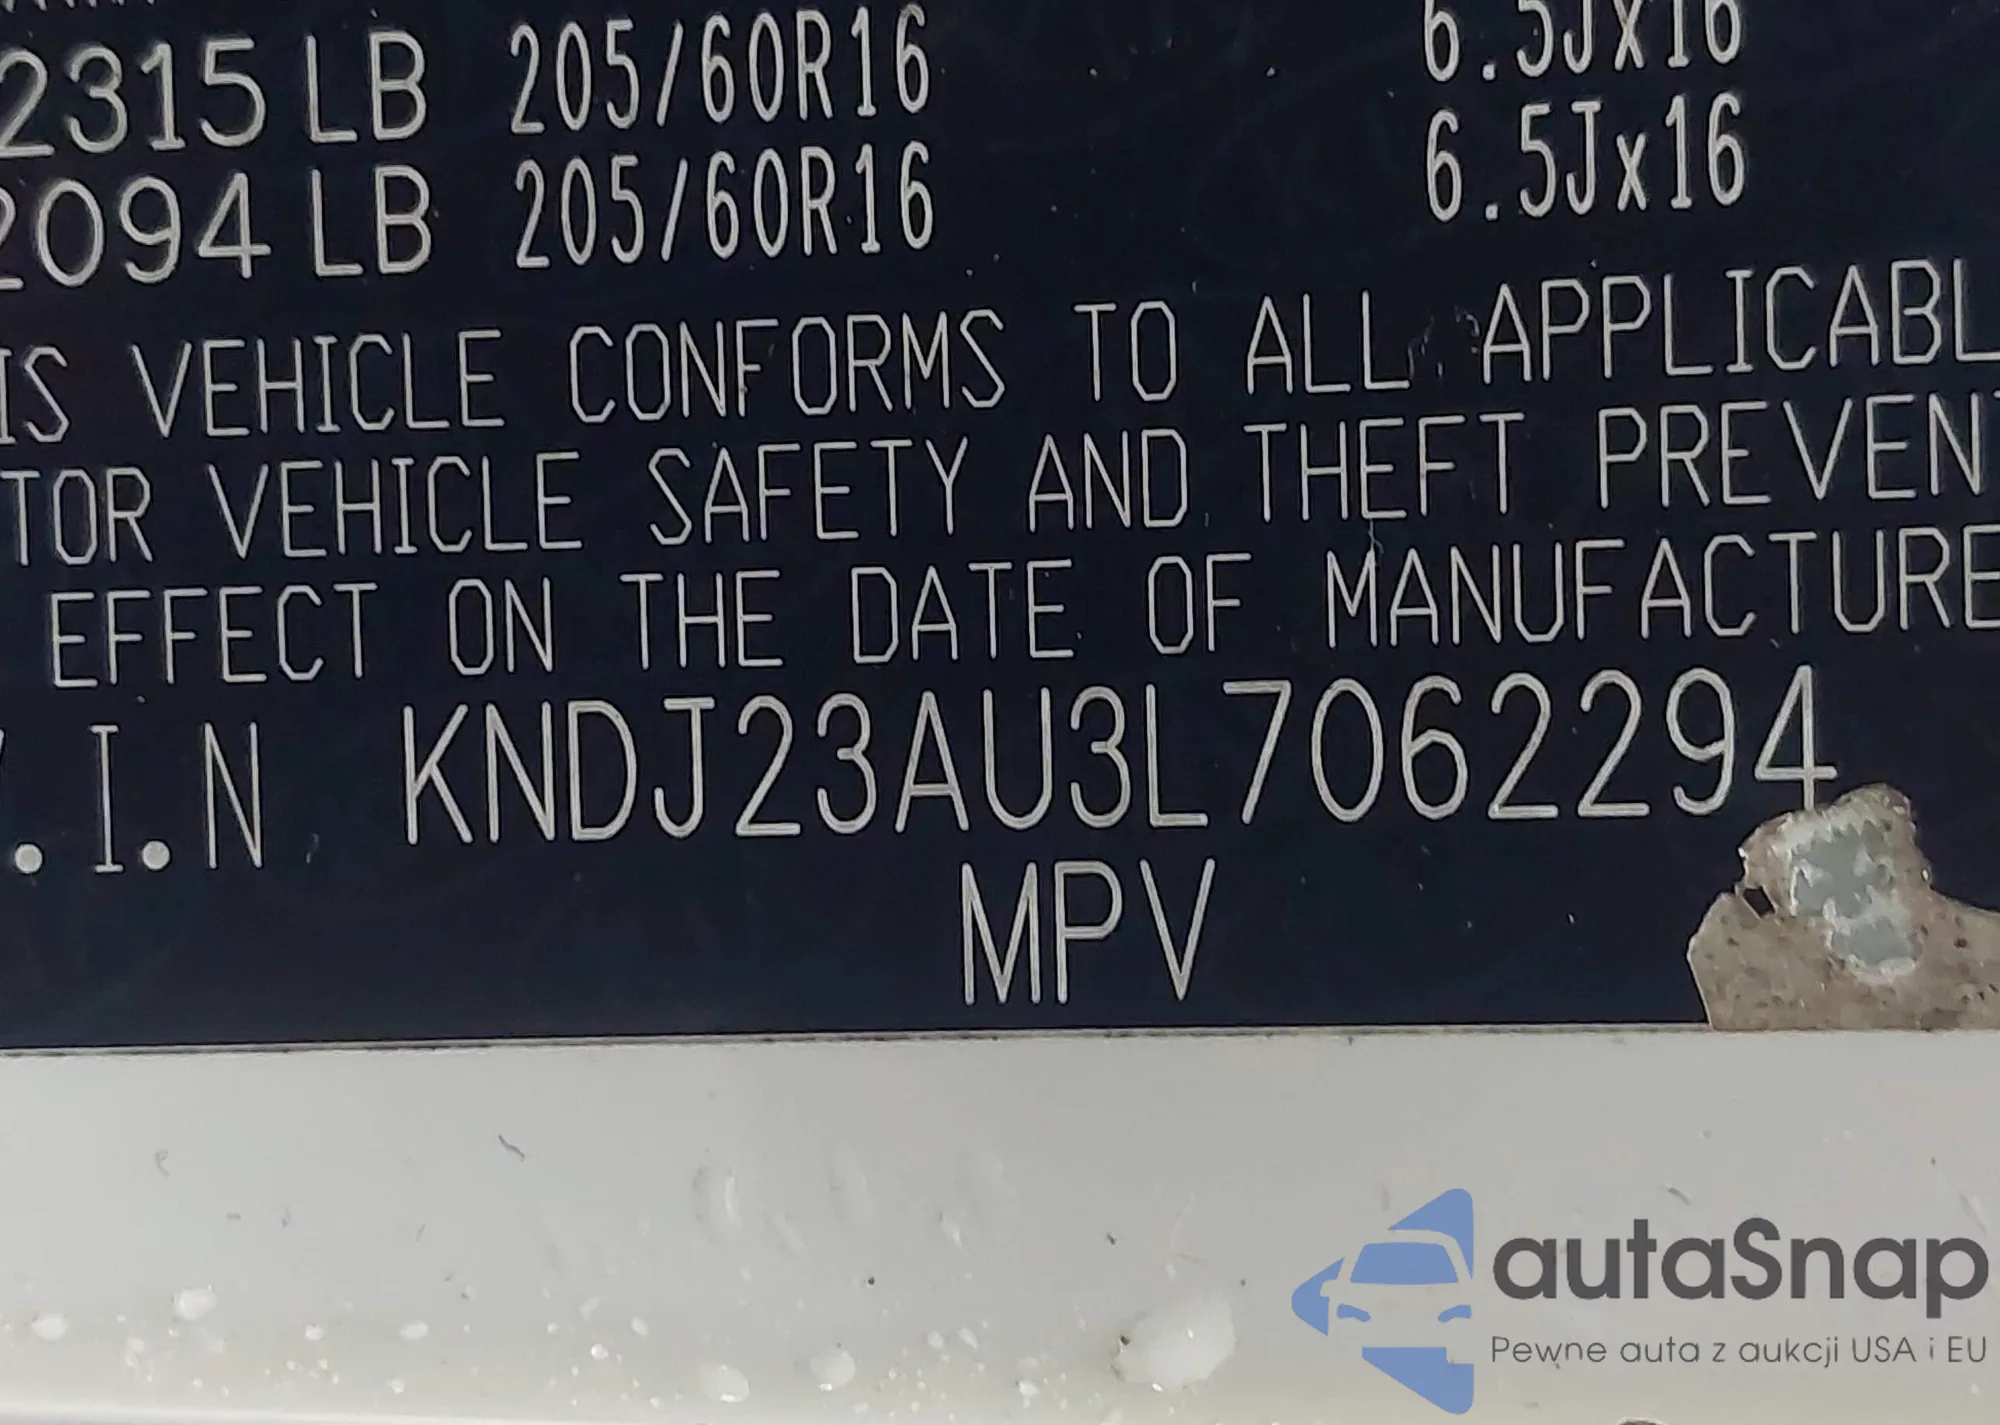 2315 LB 205/60R16 6.5Jx16
2094 LB 205/60R16 6.5Jx16
IS VEHICLE CONFORMS TO ALL APPLICABL
TOR VEHICLE SAFETY AND THEFT PREVENT
EFFECT ON THE DATE OF MANUFACTURE
V.I.N KNDJ23AU3L7062294
MPV
autaSnap
Pewne auta z aukcji USA i EU